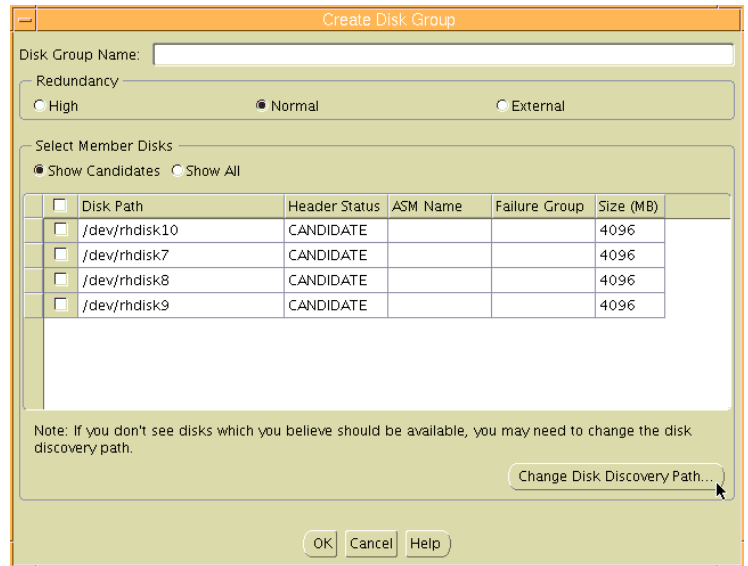 Create Disk Group
Disk Group Name:
Redundancy
High Normal External
Select Member Disks
Show Candidates Show All
Disk Path Header Status ASM Name Failure Group Size (MB)
/dev/rhdisk10 CANDIDATE 4096
/dev/rhdisk7 CANDIDATE 4096
/dev/rhdisk8 CANDIDATE 4096
/dev/rhdisk9 CANDIDATE 4096
Note: If you don't see disks which you believe should be available, you may need to change the disk
discovery path.
Change Disk Discovery Path...
OK Cancel Help